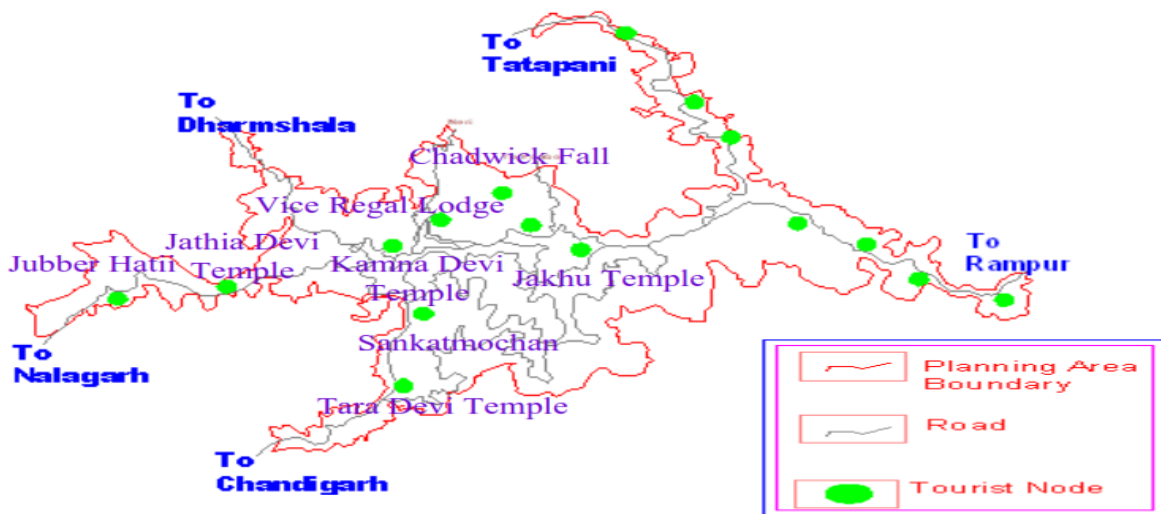 To
Tatapani
To
Dharmshala
Chadwick Fall
Vice Regal Lodge
Jathia Devi
Temple
Jubber Hatii
Kamna Devi
Temple
Jakhu Temple
To
Rampur
Sankatmochan
To
Nalagarh
Tara Devi Temple
To
Chandigarh
Planning Area
Boundary
Road
Tourist Node